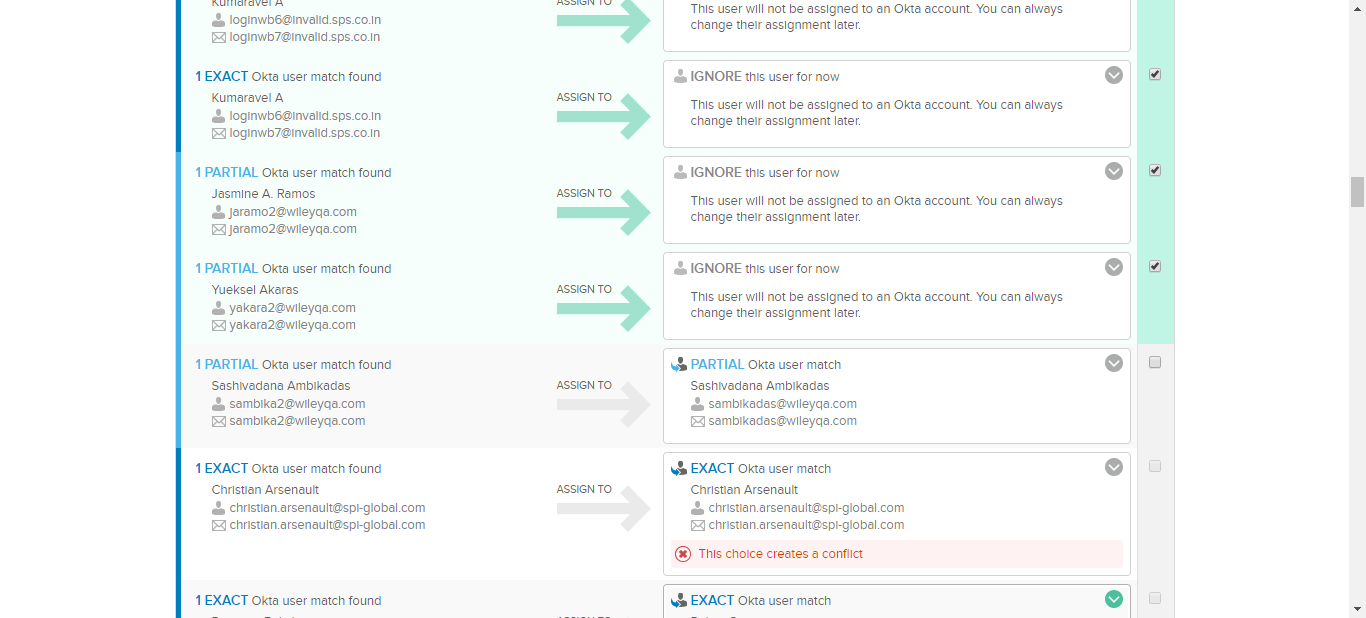 Kumaravel A
ASSIGN TO
This user will not be assigned to an Okta account. You can always
loginwb6@invalid.sps.co.in
change their assignment later.
loginwb7@invalid.sps.co.in
1 EXACT Okta user match found
IGNORE this user for now
Kumaravel A
ASSIGN TO
This user will not be assigned to an Okta account. You can always
loginwb6@invalid.sps.co.in
change their assignment later.
loginwb7@invalid.sps.co.in
1 PARTIAL Okta user match found
IGNORE this user for now
Jasmine A. Ramos
ASSIGN TO
This user will not be assigned to an Okta account. You can always
jaramo2@wileyqa.com
change their assignment later.
jaramo2@wileyqa.com
1 PARTIAL Okta user match found
IGNORE this user for now
Yueksel Akaras
ASSIGN TO
This user will not be assigned to an Okta account. You can always
yakara2@wileyqa.com
change their assignment later.
yakara2@wileyqa.com
1 PARTIAL Okta user match found
PARTIAL Okta user match
Sashivadana Ambikadas
ASSIGN TO
Sashivadana Ambikadas
sambika2@wileyqa.com
sambikadas@wileyqa.com
sambika2@wileyqa.com
sambikadas@wileyqa.com
1 EXACT Okta user match found
EXACT Okta user match
Christian Arsenault
ASSIGN TO
Christian Arsenault
christian.arsenault@spi-global.com
christian.arsenault@spi-global.com
christian.arsenault@spi-global.com
christian.arsenault@spi-global.com
This choice creates a conflict
1 EXACT Okta user match found
EXACT Okta user match
ASSIGN TO